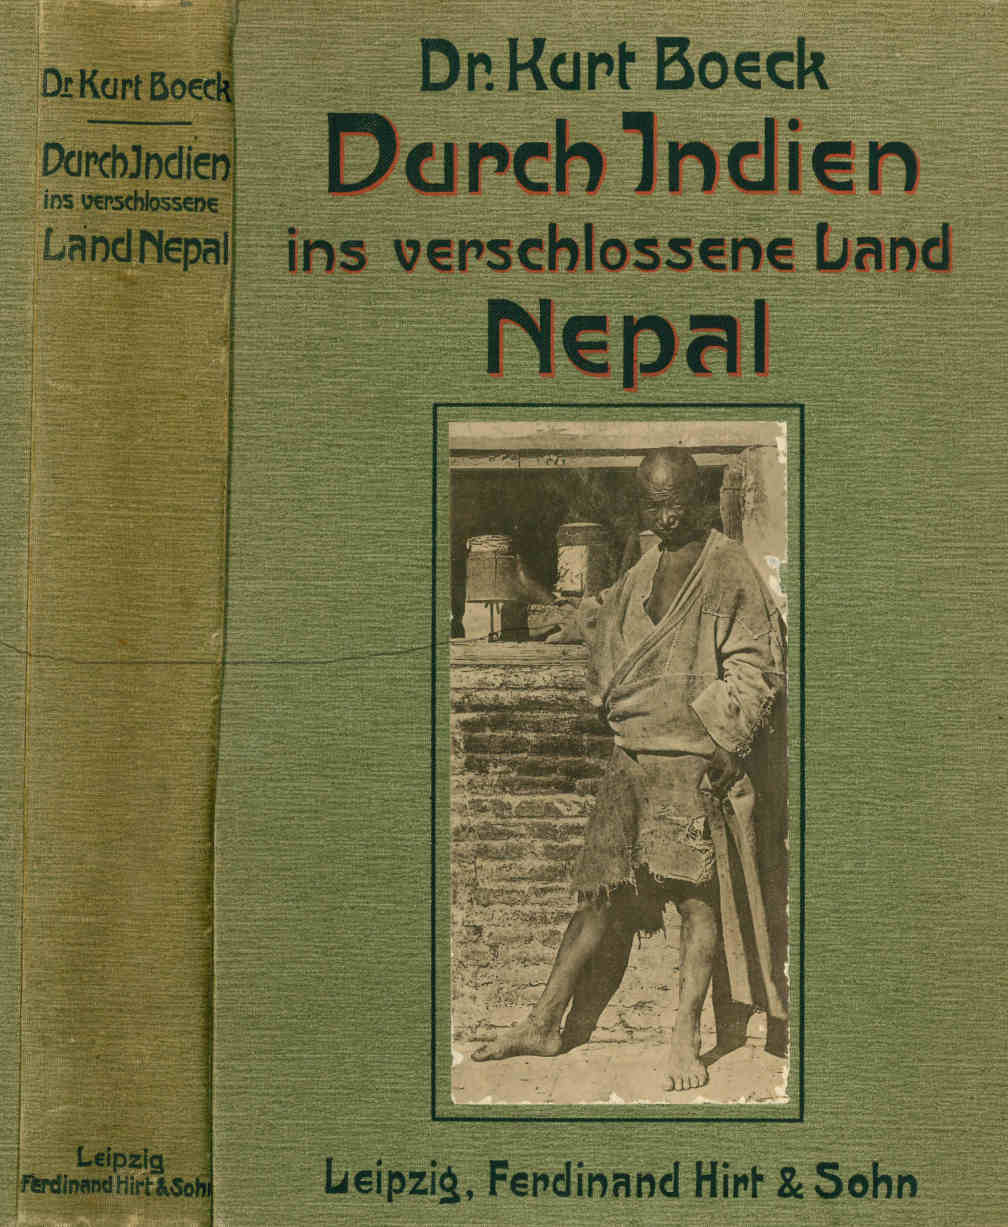 Dr. Kurt Boeck
Durch Indien
ins verschlossene
Land Nepal
Leipzig
Ferdinand Hirt & Sohn
Dr. Kurt Boeck
Durch Indien
ins verschlossene Land
Nepal
Leipzig, Ferdinand Hirt & Sohn